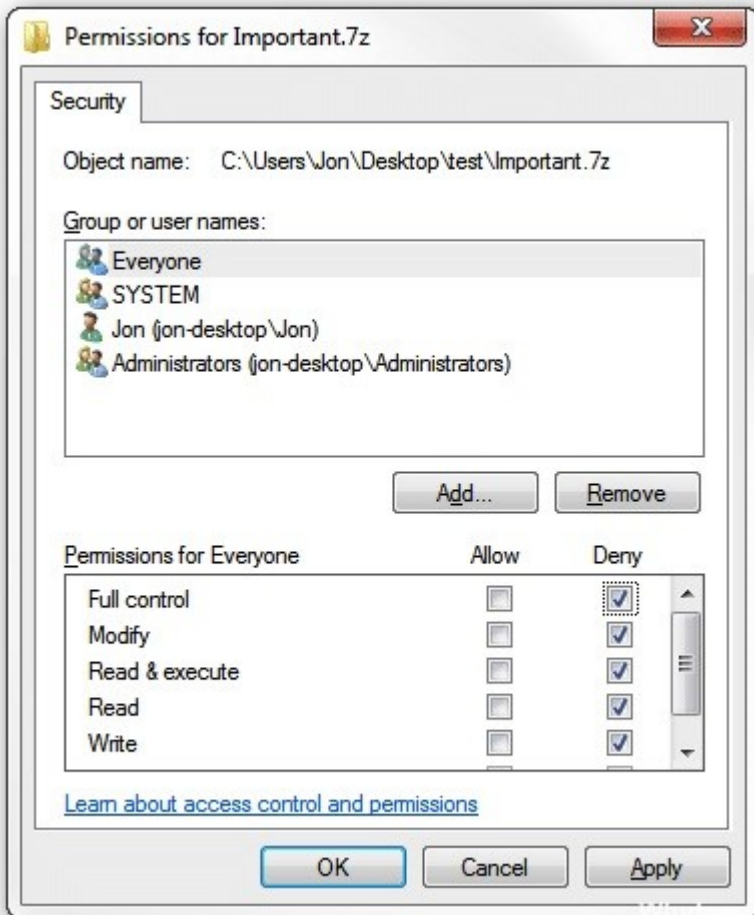 Permissions for Important.7z
Security
Object name: C:\Users\Jon\Desktop\test\Important.7z
Group or user names:
Everyone
SYSTEM
Jon (jon-desktop\Jon)
Administrators (jon-desktop\Administrators)
Add... Remove
Permissions for Everyone Allow Deny
Full control
Modify
Read & execute
Read
Write
Learn about access control and permissions
OK Cancel Apply